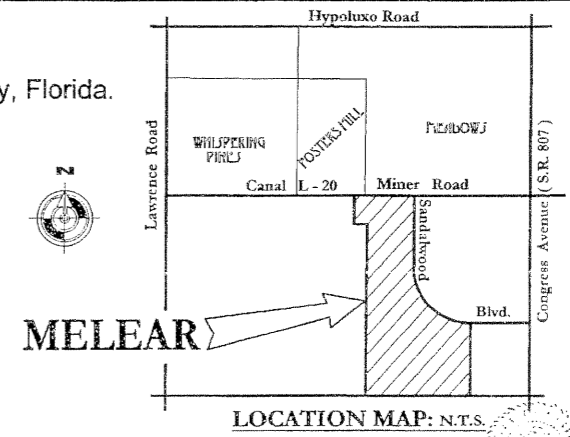 Hypoluxo Road
y, Florida.
Lawrence Road
WHISPERING
PINES
FOSTERS MILL
MEADOWS
Congress Avenue ( S.R. 807 )
N
Canal L - 20
Miner Road
Sandalwood
Blvd.
MELEAR
LOCATION MAP: N.T.S.